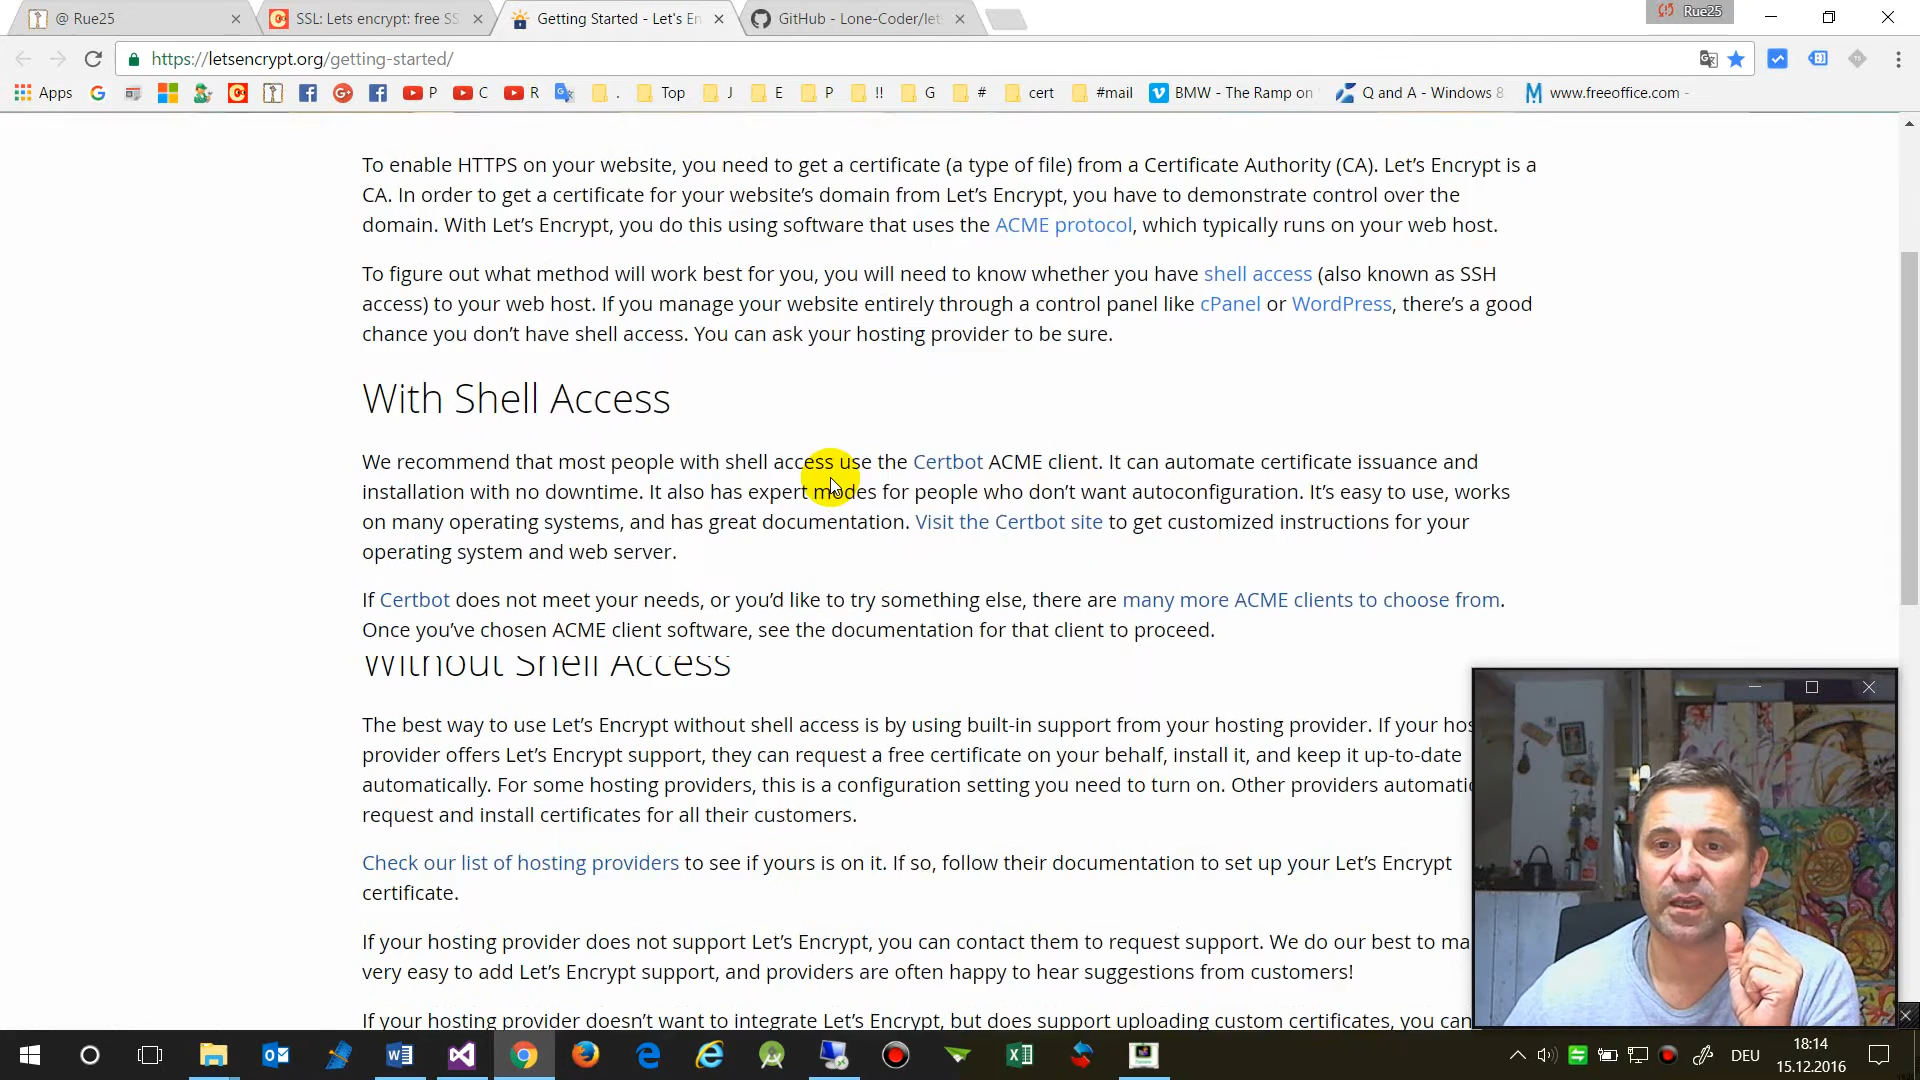 @ Rue25
SSL: Lets encrypt: free SS
Getting Started - Let's En
GitHub - Lone-Coder/let
Rue25
https://letsencrypt.org/getting-started/
Apps
P
C
R
.
Top
J
E
P
!!
G
#
cert
#mail
BMW - The Ramp on
Q and A - Windows 8
www.freeoffice.com -
To enable HTTPS on your website, you need to get a certificate (a type of file) from a Certificate Authority (CA). Let’s Encrypt is a
CA. In order to get a certificate for your website’s domain from Let’s Encrypt, you have to demonstrate control over the
domain. With Let’s Encrypt, you do this using software that uses the ACME protocol, which typically runs on your web host.
To figure out what method will work best for you, you will need to know whether you have shell access (also known as SSH
access) to your web host. If you manage your website entirely through a control panel like cPanel or WordPress, there’s a good
chance you don’t have shell access. You can ask your hosting provider to be sure.
With Shell Access
We recommend that most people with shell access use the Certbot ACME client. It can automate certificate issuance and
installation with no downtime. It also has expert modes for people who don’t want autoconfiguration. It’s easy to use, works
on many operating systems, and has great documentation. Visit the Certbot site to get customized instructions for your
operating system and web server.
If Certbot does not meet your needs, or you’d like to try something else, there are many more ACME clients to choose from.
Once you’ve chosen ACME client software, see the documentation for that client to proceed.
Without Shell Access
The best way to use Let’s Encrypt without shell access is by using built-in support from your hosting provider. If your hos
provider offers Let’s Encrypt support, they can request a free certificate on your behalf, install it, and keep it up-to-date
automatically. For some hosting providers, this is a configuration setting you need to turn on. Other providers automatic
request and install certificates for all their customers.
Check our list of hosting providers to see if yours is on it. If so, follow their documentation to set up your Let’s Encrypt
certificate.
If your hosting provider does not support Let’s Encrypt, you can contact them to request support. We do our best to ma
very easy to add Let’s Encrypt support, and providers are often happy to hear suggestions from customers!
If your hosting provider doesn’t want to integrate Let’s Encrypt, but does support uploading custom certificates, you can
DEU
18:14
15.12.2016